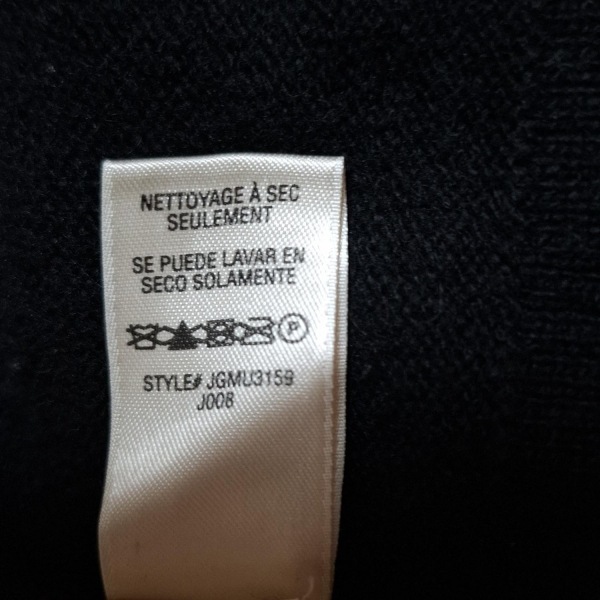 NETTOYAGE À SEC
SEULEMENT
SE PUEDE LAVAR EN
SECO SOLAMENTE
P
STYLE# JGMU3159
J008